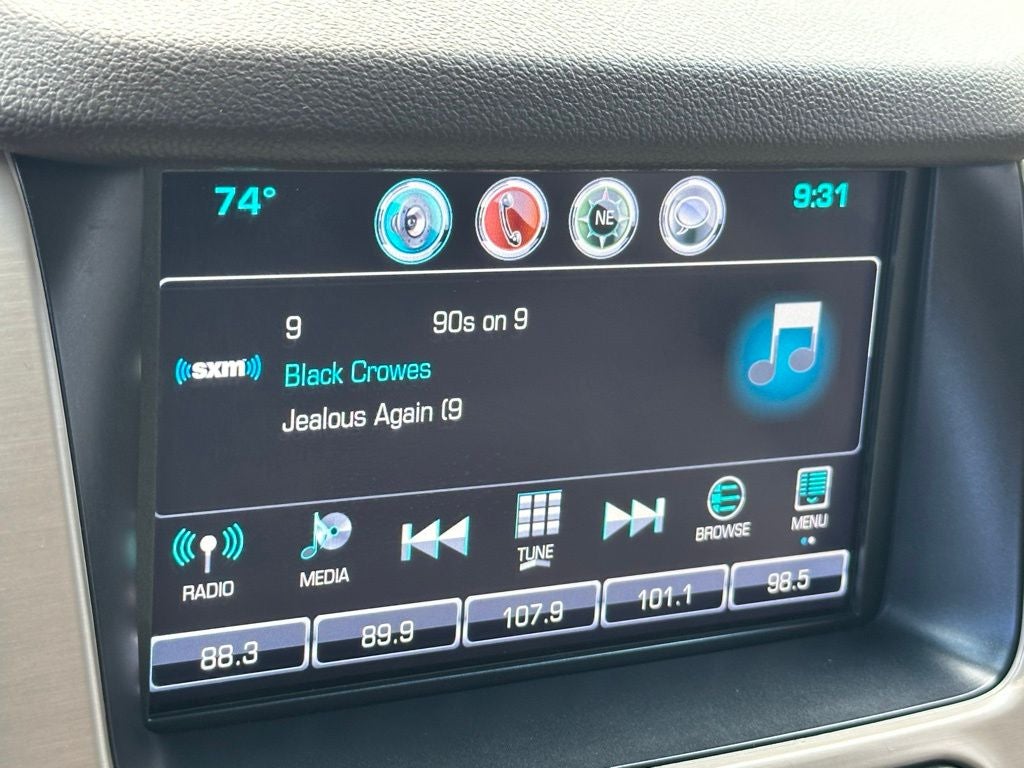 74° NE 9:31
9 90s on 9
((sxm))
Black Crowes
Jealous Again (9
RADIO MEDIA TUNE BROWSE MENU
88.3 89.9 107.9 101.1 98.5